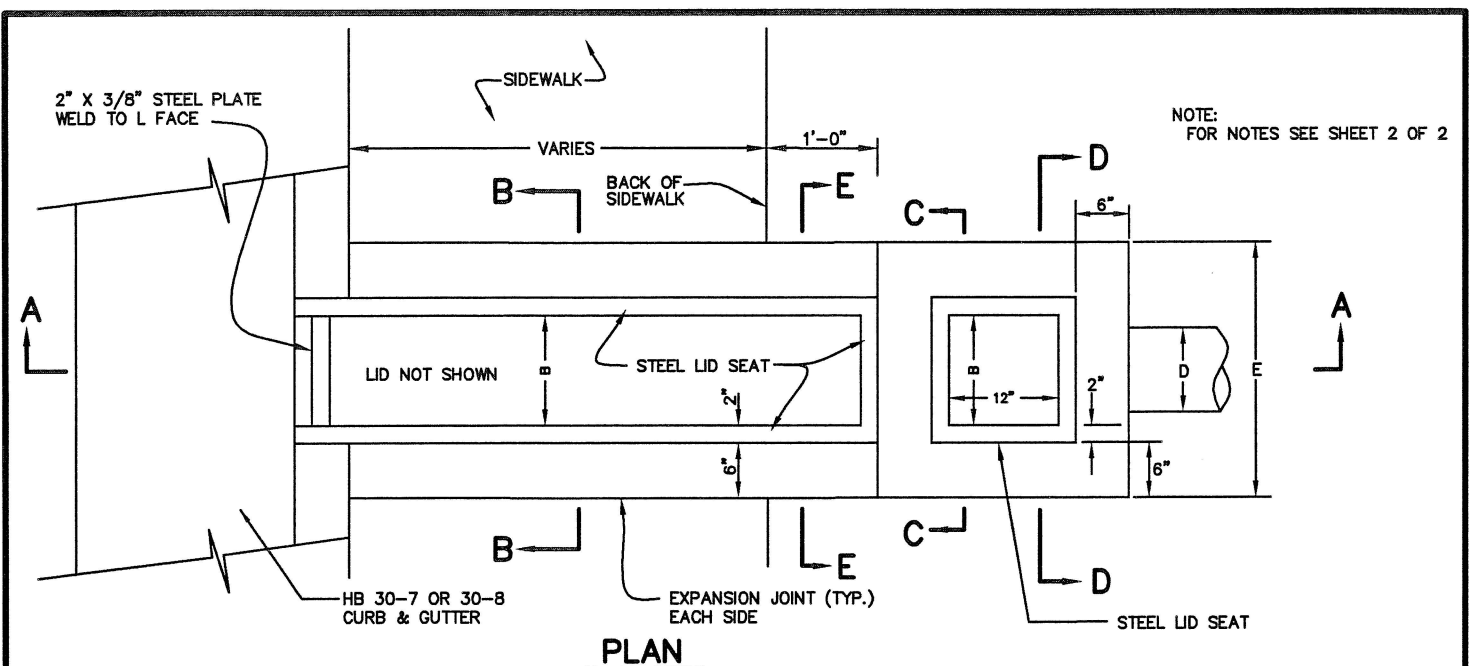 SIDEWALK
2" X 3/8" STEEL PLATE
WELD TO L FACE
NOTE:
FOR NOTES SEE SHEET 2 OF 2
VARIES
1'-0"
BACK OF
SIDEWALK
B
E
D
C
6"
A
A
B
LID NOT SHOWN
STEEL LID SEAT
2"
6"
B
12"
2"
6"
D
E
B
E
C
D
HB 30-7 OR 30-8
CURB & GUTTER
EXPANSION JOINT (TYP.)
EACH SIDE
STEEL LID SEAT
PLAN